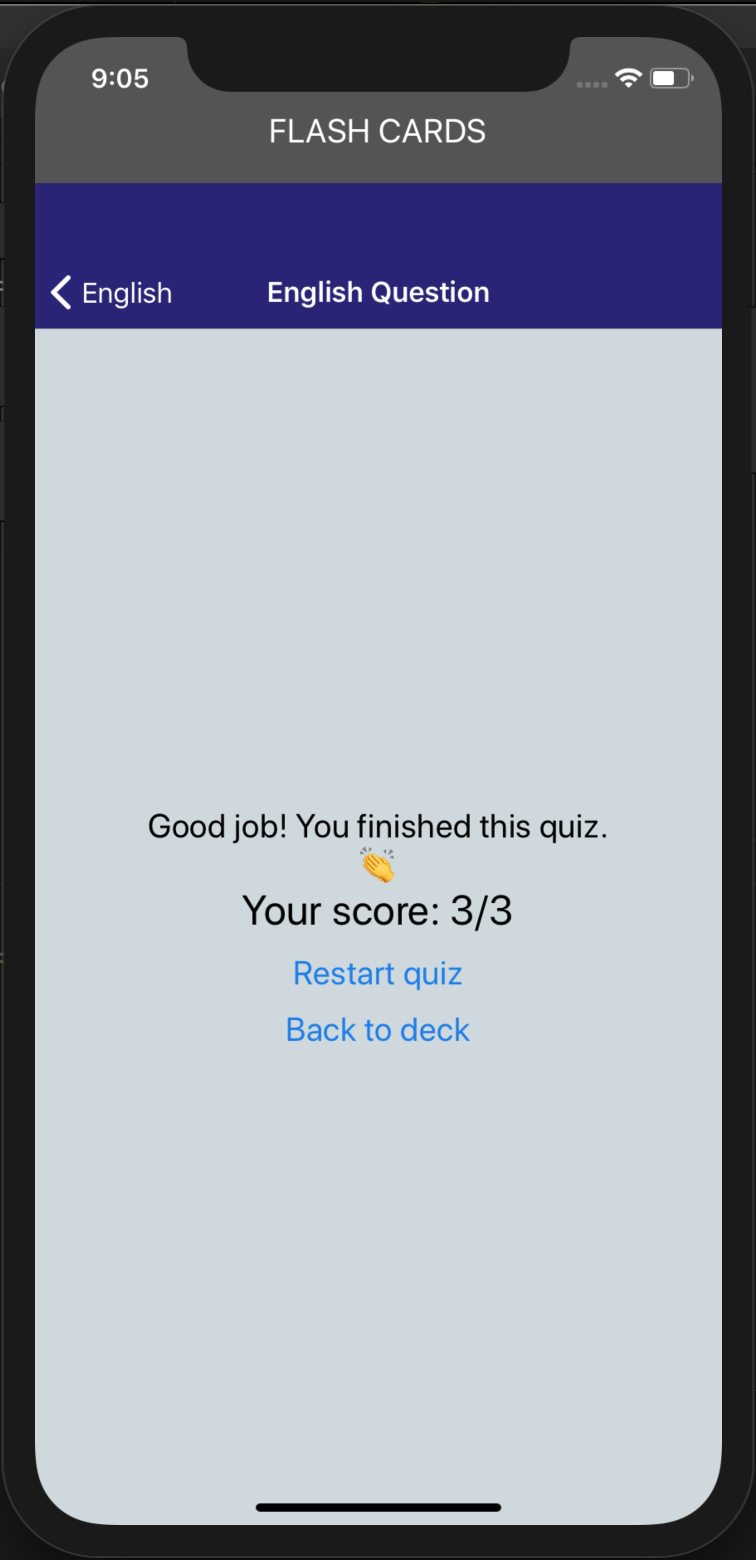 9:05
FLASH CARDS
English
English Question
Good job! You finished this quiz.
👏
Your score: 3/3
Restart quiz
Back to deck